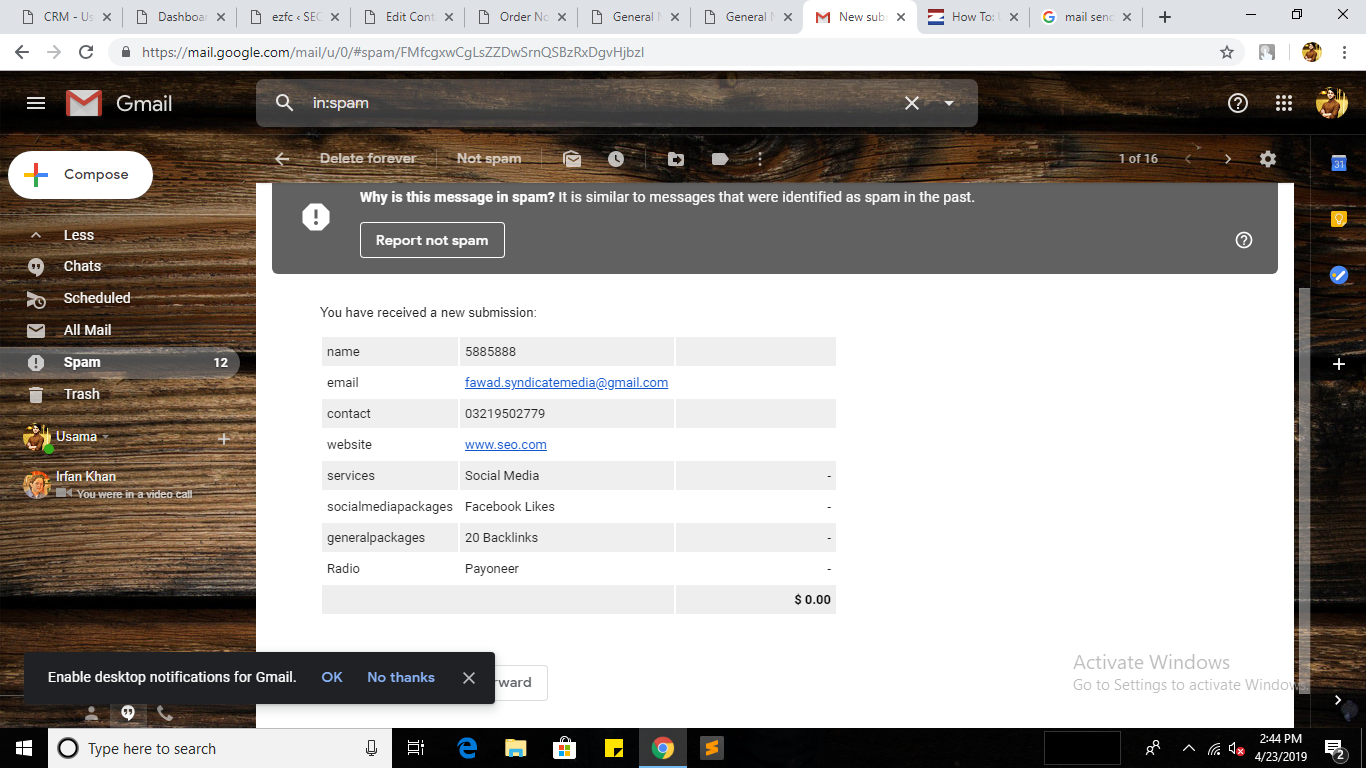 CRM - Us
Dashboar
ezfc ‹ SEC
Edit Cont
Order No
General M
General M
New sub
How To: U
mail senc
https://mail.google.com/mail/u/0/#spam/FMfcgxwCgLsZZDwSrnQSBzRxDgvHjbzl
Gmail
in:spam
Delete forever
Not spam
1 of 16
31
Compose
Why is this message in spam? It is similar to messages that were identified as spam in the past.
Report not spam
Less
Chats
Scheduled
All Mail
Spam 12
Trash
Usama
Irfan Khan
You were in a video call
You have received a new submission:
name 5885888
email fawad.syndicatemedia@gmail.com
contact 03219502779
website www.seo.com
services Social Media -
socialmediapackages Facebook Likes -
generalpackages 20 Backlinks -
Radio Payoneer -
$ 0.00
Enable desktop notifications for Gmail. OK No thanks
rward
Activate Windows
Go to Settings to activate Windows.
Type here to search
2:44 PM
4/23/2019
2